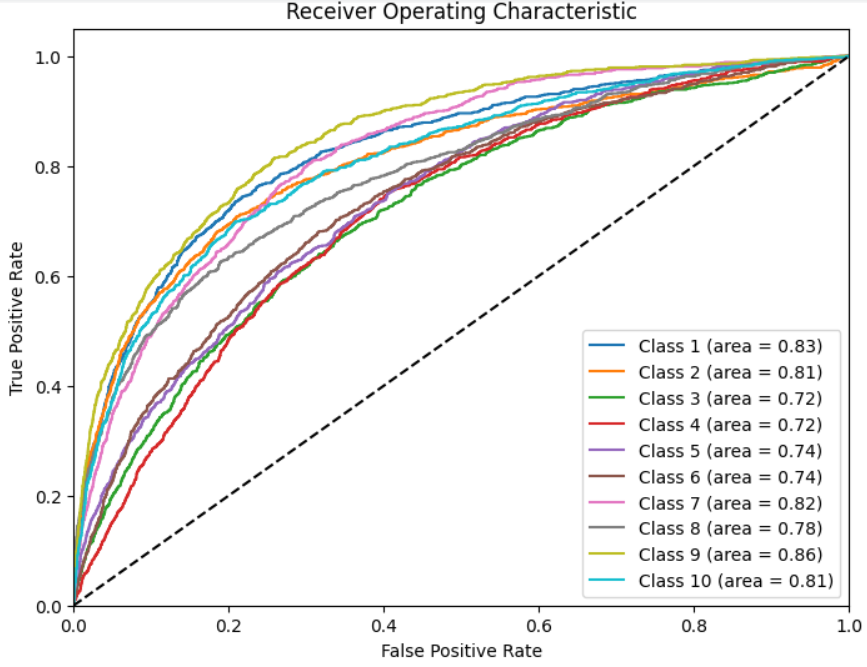 Receiver Operating Characteristic
1.0
0.8
0.6
0.4
0.2
0.0
True Positive Rate
Class 1 (area = 0.83)
Class 2 (area = 0.81)
Class 3 (area = 0.72)
Class 4 (area = 0.72)
Class 5 (area = 0.74)
Class 6 (area = 0.74)
Class 7 (area = 0.82)
Class 8 (area = 0.78)
Class 9 (area = 0.86)
Class 10 (area = 0.81)
0.0 0.2 0.4 0.6 0.8 1.0
False Positive Rate